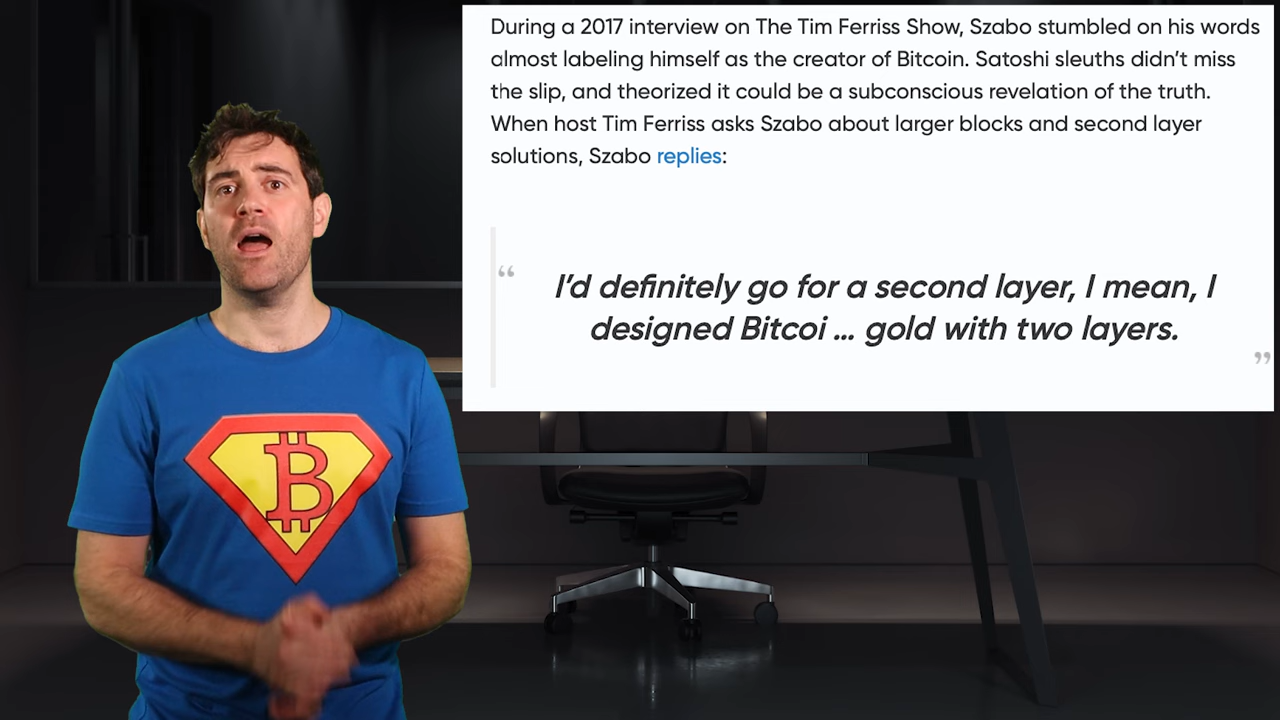 During a 2017 interview on The Tim Ferriss Show, Szabo stumbled on his words
almost labeling himself as the creator of Bitcoin. Satoshi sleuths didn’t miss
the slip, and theorized it could be a subconscious revelation of the truth.
When host Tim Ferriss asks Szabo about larger blocks and second layer
solutions, Szabo replies:
“ I’d definitely go for a second layer, I mean, I
designed Bitcoi ... gold with two layers. ”
B